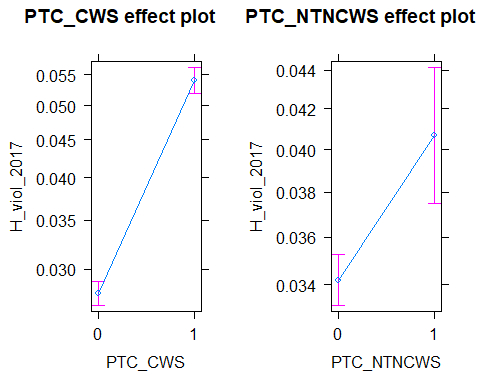 PTC_CWS effect plot
H_viol_2017
0.055
0.050
0.045
0.040
0.035
0.030
0
1
PTC_CWS
PTC_NTNCWS effect plot
H_viol_2017
0.044
0.042
0.040
0.038
0.036
0.034
0
1
PTC_NTNCWS